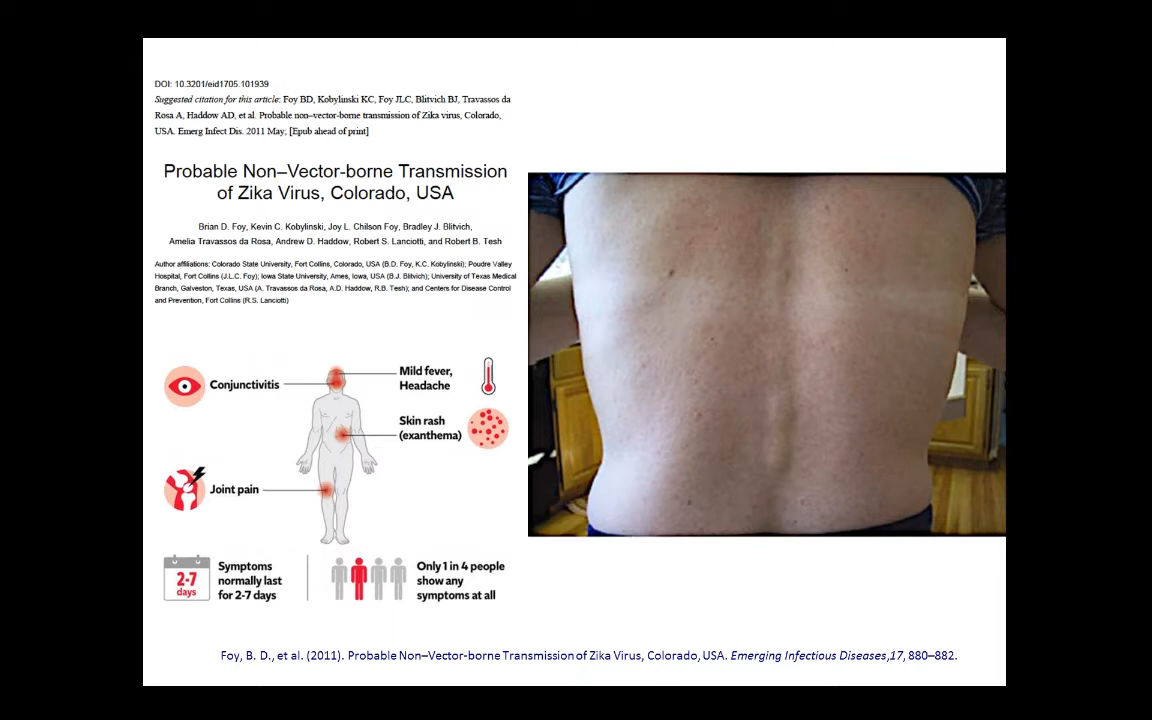 DOI: 10.3201/eid1705.101939
Suggested citation for this article: Foy BD, Kobylinski KC, Foy JLC, Blitvich BJ, Travassos da
Rosa A, Haddow AD, et al. Probable non–vector-borne transmission of Zika virus, Colorado,
USA. Emerg Infect Dis. 2011 May; [Epub ahead of print]
Probable Non–Vector-borne Transmission
of Zika Virus, Colorado, USA
Brian D. Foy, Kevin C. Kobylinski, Joy L. Chilson Foy, Bradley J. Blitvich,
Amelia Travassos da Rosa, Andrew D. Haddow, Robert S. Lanciotti, and Robert B. Tesh
Author affiliations: Colorado State University, Fort Collins, Colorado, USA (B.D. Foy, K.C. Kobylinski); Poudre Valley
Hospital, Fort Collins (J.L.C. Foy); Iowa State University, Ames, Iowa, USA (B.J. Blitvich); University of Texas Medical
Branch, Galveston, Texas, USA (A. Travassos da Rosa, A.D. Haddow, R.B. Tesh); and Centers for Disease Control
and Prevention, Fort Collins (R.S. Lanciotti)
Conjunctivitis
Mild fever,
Headache
Skin rash
(exanthema)
Joint pain
2-7
days
Symptoms
normally last
for 2-7 days
Only 1 in 4 people
show any
symptoms at all
Foy, B. D., et al. (2011). Probable Non–Vector-borne Transmission of Zika Virus, Colorado, USA. Emerging Infectious Diseases,17, 880–882.